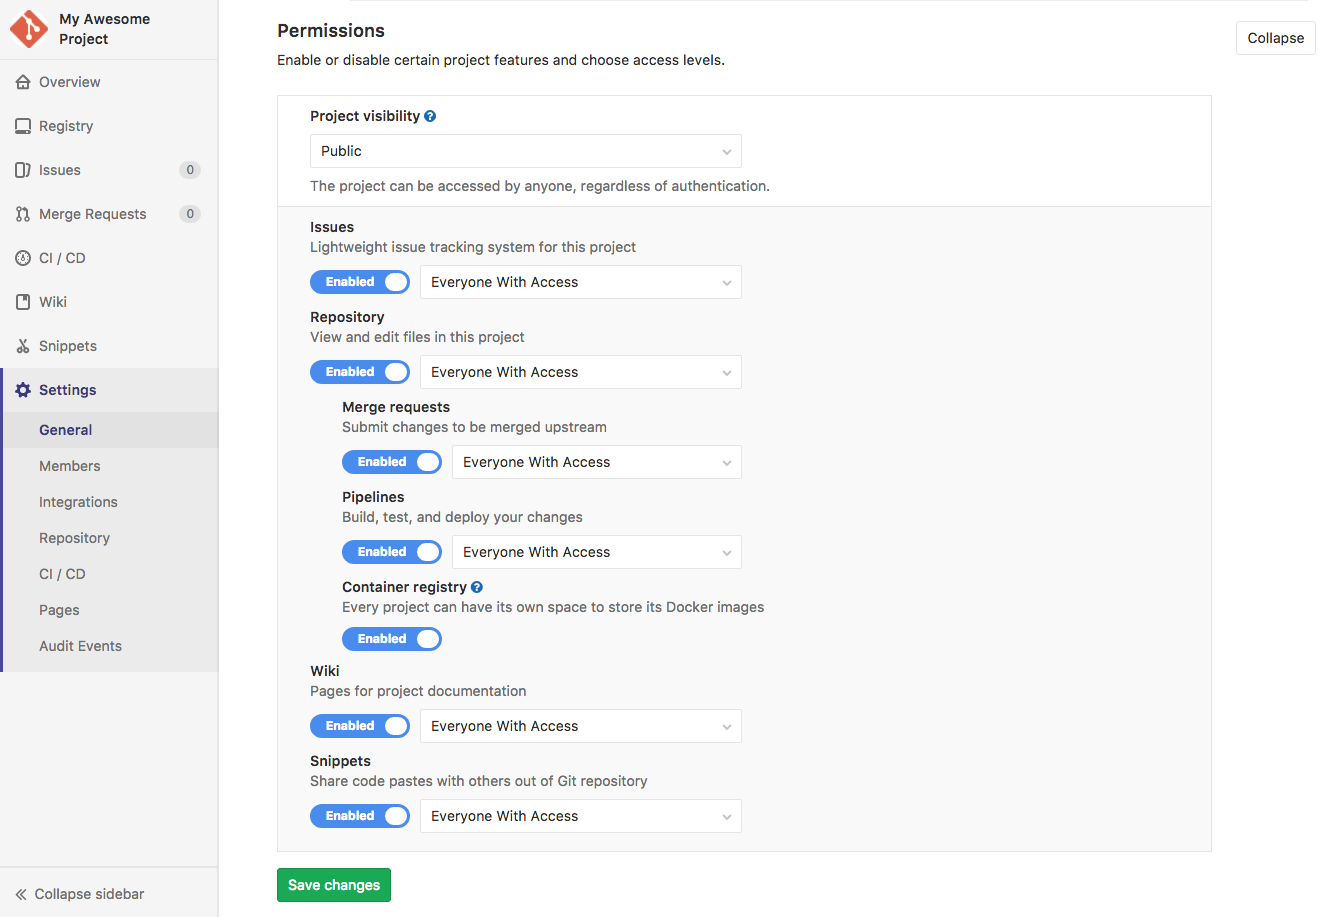 My Awesome
Project
Overview
Registry
Issues 0
Merge Requests 0
CI / CD
Wiki
Snippets
Settings
General
Members
Integrations
Repository
CI / CD
Pages
Audit Events
Collapse sidebar
Permissions
Collapse
Enable or disable certain project features and choose access levels.
Project visibility ?
Public
The project can be accessed by anyone, regardless of authentication.
Issues
Lightweight issue tracking system for this project
Enabled Everyone With Access
Repository
View and edit files in this project
Enabled Everyone With Access
Merge requests
Submit changes to be merged upstream
Enabled Everyone With Access
Pipelines
Build, test, and deploy your changes
Enabled Everyone With Access
Container registry ?
Every project can have its own space to store its Docker images
Enabled
Wiki
Pages for project documentation
Enabled Everyone With Access
Snippets
Share code pastes with others out of Git repository
Enabled Everyone With Access
Save changes